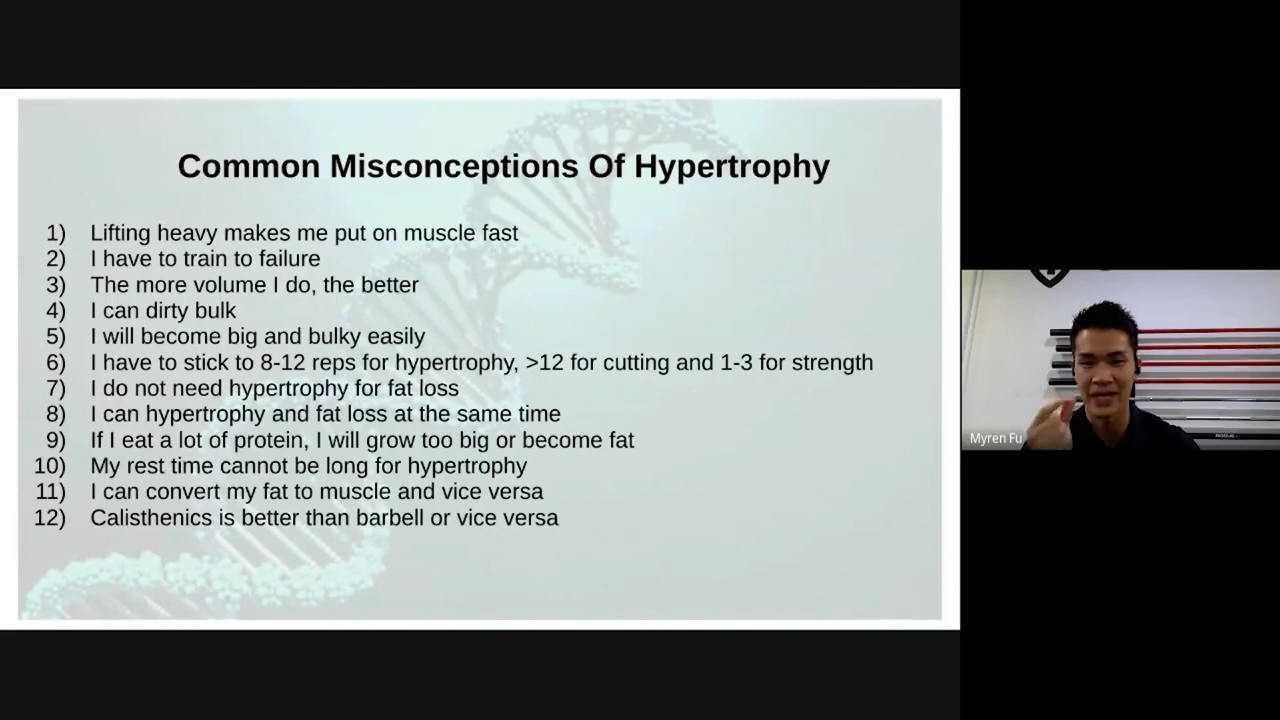 Common Misconceptions Of Hypertrophy
1) Lifting heavy makes me put on muscle fast
2) I have to train to failure
3) The more volume I do, the better
4) I can dirty bulk
5) I will become big and bulky easily
6) I have to stick to 8-12 reps for hypertrophy, >12 for cutting and 1-3 for strength
7) I do not need hypertrophy for fat loss
8) I can hypertrophy and fat loss at the same time
9) If I eat a lot of protein, I will grow too big or become fat
10) My rest time cannot be long for hypertrophy
11) I can convert my fat to muscle and vice versa
12) Calisthenics is better than barbell or vice versa
Myren Fu
ROGUE